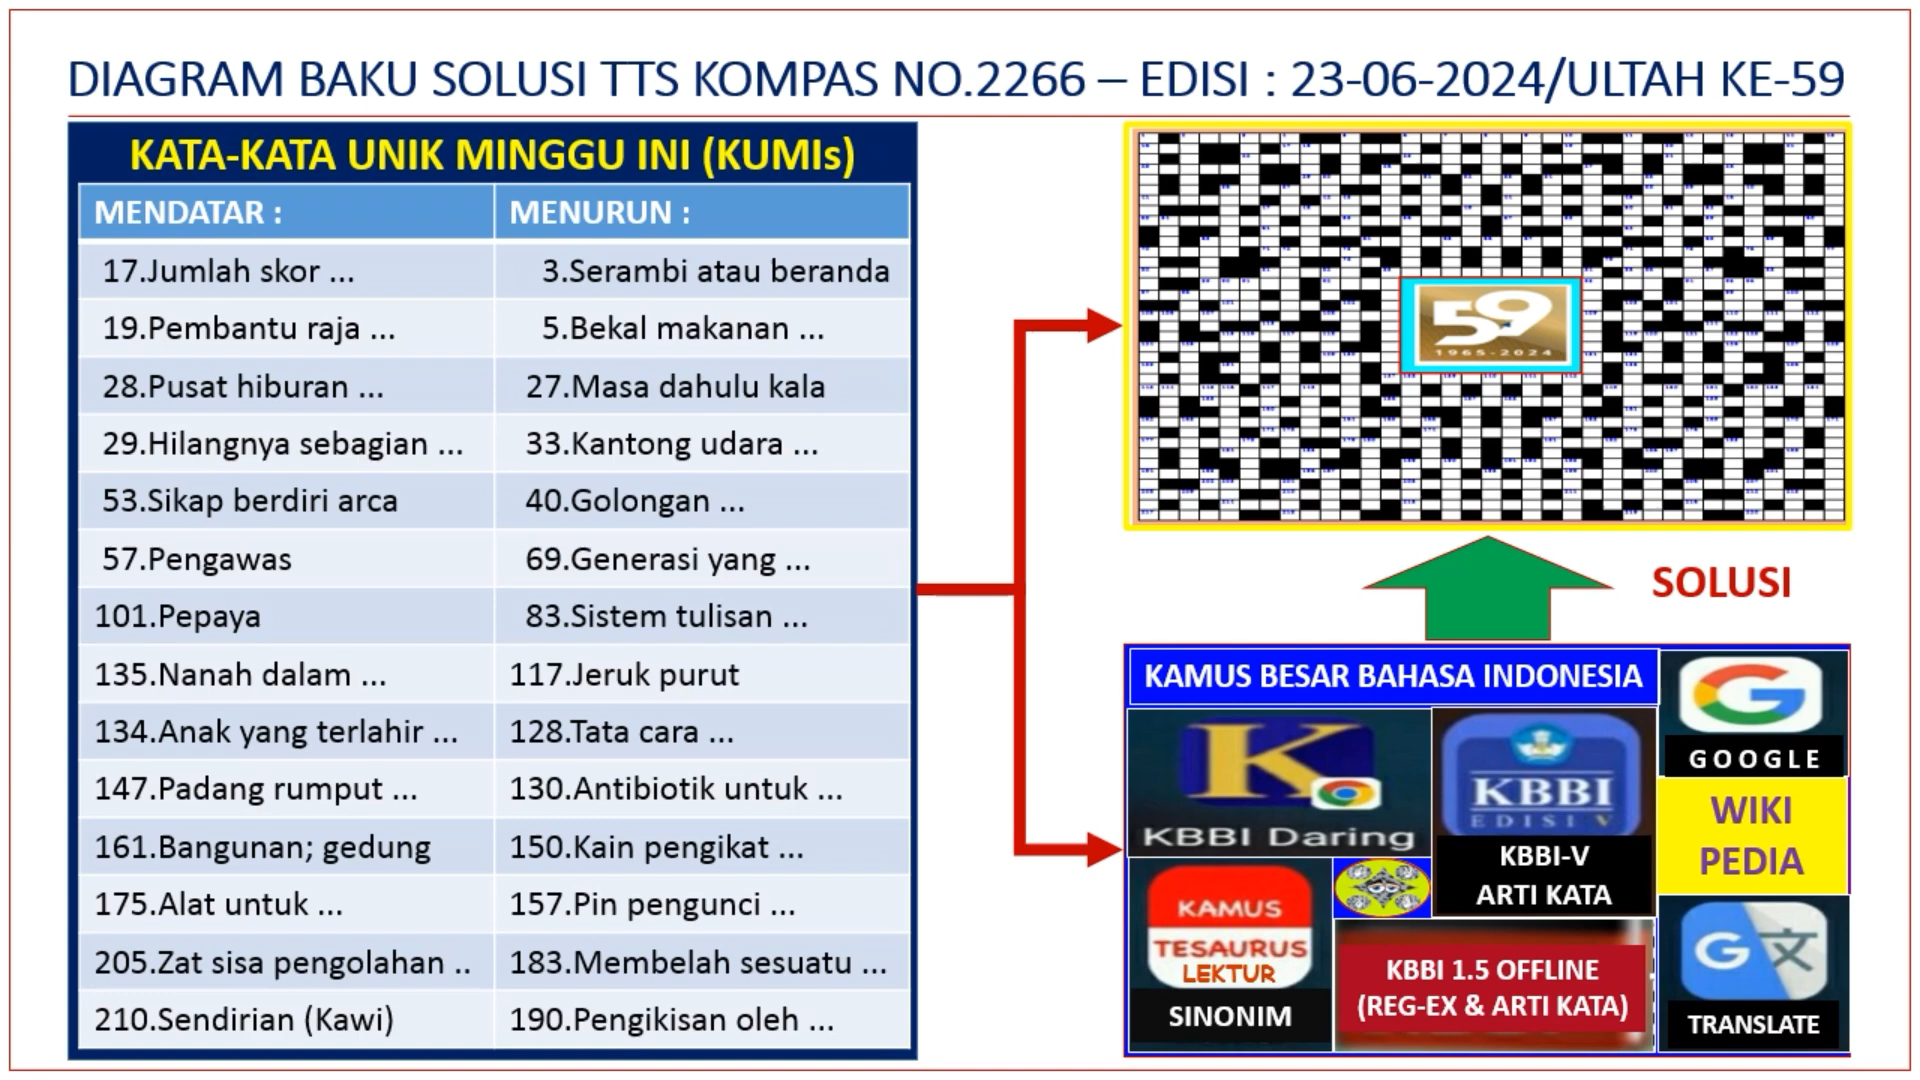 DIAGRAM BAKU SOLUSI TTS KOMPAS NO.2266 – EDISI : 23-06-2024/ULTAH KE-59
KATA-KATA UNIK MINGGU INI (KUMIs)
MENDATAR :
MENURUN :
17.Jumlah skor ...
3.Serambi atau beranda
19.Pembantu raja ...
5.Bekal makanan ...
28.Pusat hiburan ...
27.Masa dahulu kala
29.Hilangnya sebagian ...
33.Kantong udara ...
53.Sikap berdiri arca
40.Golongan ...
57.Pengawas
69.Generasi yang ...
101.Pepaya
83.Sistem tulisan ...
135.Nanah dalam ...
117.Jeruk purut
134.Anak yang terlahir ...
128.Tata cara ...
147.Padang rumput ...
130.Antibiotik untuk ...
161.Bangunan; gedung
150.Kain pengikat ...
175.Alat untuk ...
157.Pin pengunci ...
205.Zat sisa pengolahan ..
183.Membelah sesuatu ...
210.Sendirian (Kawi)
190.Pengikisan oleh ...
59
1965-2024
SOLUSI
KAMUS BESAR BAHASA INDONESIA
G
GOOGLE
K
KBBI Daring
KBBI
EDISI V
KBBI-V
ARTI KATA
WIKI
PEDIA
KAMUS
TESAURUS
LEKTUR
SINONIM
KBBI 1.5 OFFLINE
(REG-EX & ARTI KATA)
G 文
TRANSLATE